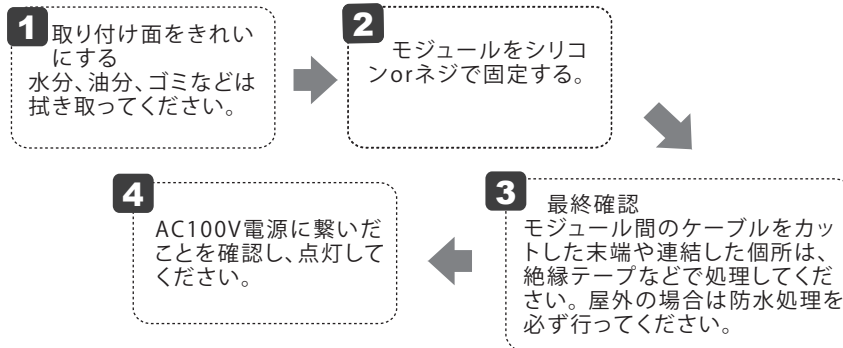 1
取り付け面をきれい
にする
水分、油分、ゴミなどは
拭き取ってください。
2
モジュールをシリコ
ンorネジで固定する。
3
最終確認
モジュール間のケーブルをカッ
トした末端や連結した個所は、
絶縁テープなどで処理してくだ
さい。屋外の場合は防水処理を
必ず行ってください。
4
AC100V電源に繋いだ
ことを確認し、点灯して
ください。